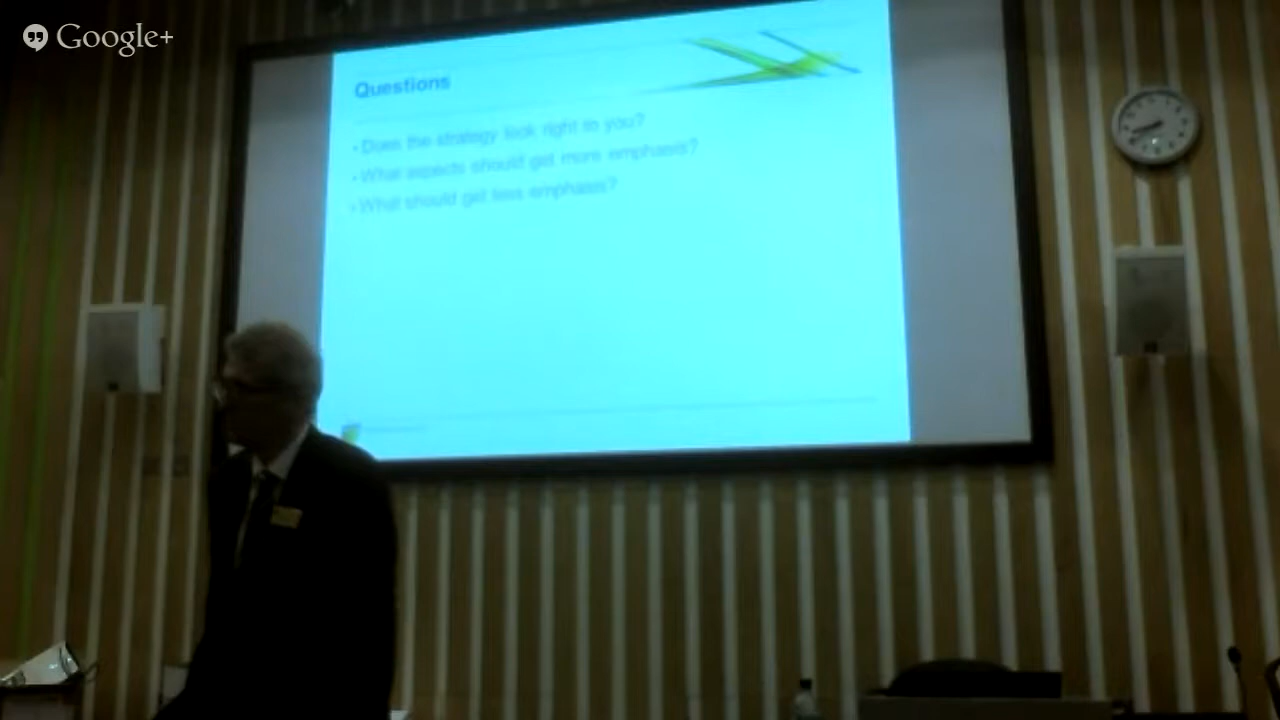 Google+
Questions
• Does the strategy look right to you?
• What aspects should get more emphasis?
• What should get less emphasis?